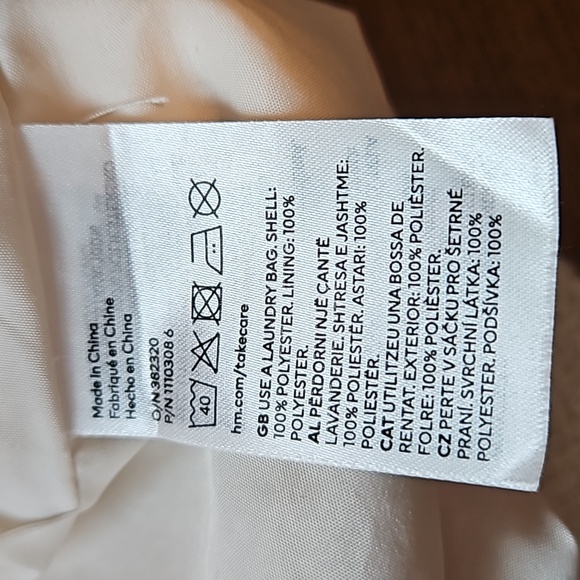 Made in China
Fabriqué en Chine
Hecho en China
O/N 382320
P/N 1110308 6
40
hm.com/takecare
GB USE A LAUNDRY BAG. SHELL:
100% POLYESTER. LINING: 100%
POLYESTER.
AL PËRDORNI NJË ÇANTË
LAVANDERIE. SHTRESA E JASHTME:
100% POLIESTËR. ASTARI: 100%
POLIESTËR.
CAT UTILITZEU UNA BOSSA DE
RENTAT. EXTERIOR: 100% POLIÈSTER.
FOLRE: 100% POLIÈSTER.
CZ PERTE V SÁČKU PRO ŠETRNÉ
PRANÍ. SVRCHNÍ LÁTKA: 100%
POLYESTER. PODŠÍVKA: 100%